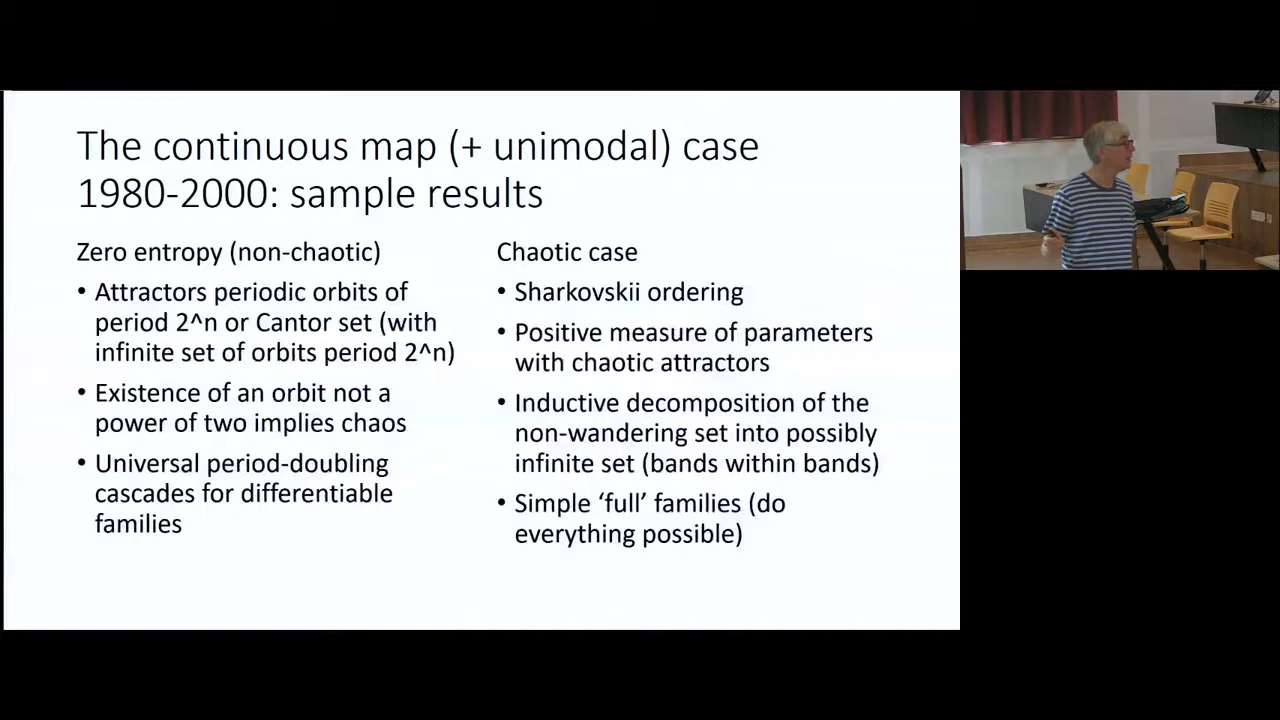 The continuous map (+ unimodal) case
1980-2000: sample results
Zero entropy (non-chaotic)
• Attractors periodic orbits of
period 2^n or Cantor set (with
infinite set of orbits period 2^n)
• Existence of an orbit not a
power of two implies chaos
• Universal period-doubling
cascades for differentiable
families
Chaotic case
• Sharkovskii ordering
• Positive measure of parameters
with chaotic attractors
• Inductive decomposition of the
non-wandering set into possibly
infinite set (bands within bands)
• Simple ‘full’ families (do
everything possible)